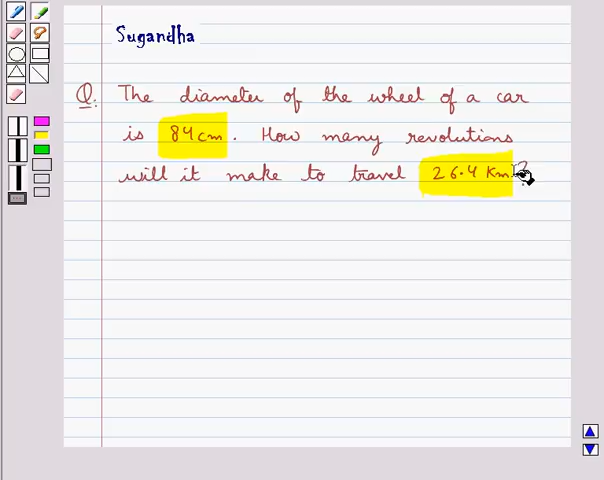 Sugandha
Q. The diameter of the wheel of a car
is 84 cm. How many revolutions
will it make to travel 26.4 Km?